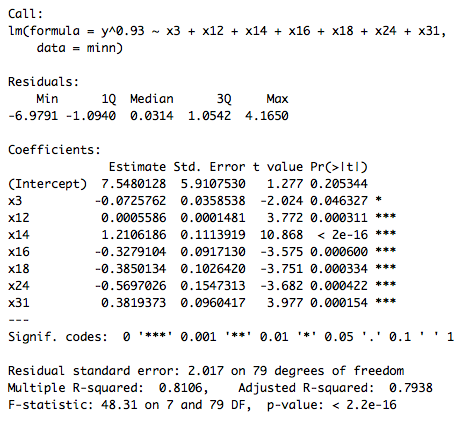 Call:
lm(formula = y^0.93 ~ x3 + x12 + x14 + x16 + x18 + x24 + x31,
    data = minn)
Residuals:
    Min      1Q  Median      3Q     Max
-6.9791 -1.0940  0.0314  1.0542  4.1650
Coefficients:
              Estimate Std. Error t value Pr(>|t|)
(Intercept)  7.5480128  5.9107530   1.277 0.205344
x3          -0.0725762  0.0358538  -2.024 0.046327 *
x12          0.0005586  0.0001481   3.772 0.000311 ***
x14          1.2106186  0.1113919  10.868  < 2e-16 ***
x16         -0.3279104  0.0917130  -3.575 0.000600 ***
x18         -0.3850134  0.1026420  -3.751 0.000334 ***
x24         -0.5697026  0.1547313  -3.682 0.000422 ***
x31          0.3819373  0.0960417   3.977 0.000154 ***
---
Signif. codes:  0 '***' 0.001 '**' 0.01 '*' 0.05 '.' 0.1 ' ' 1
Residual standard error: 2.017 on 79 degrees of freedom
Multiple R-squared:  0.8106,    Adjusted R-squared:  0.7938
F-statistic: 48.31 on 7 and 79 DF,  p-value: < 2.2e-16